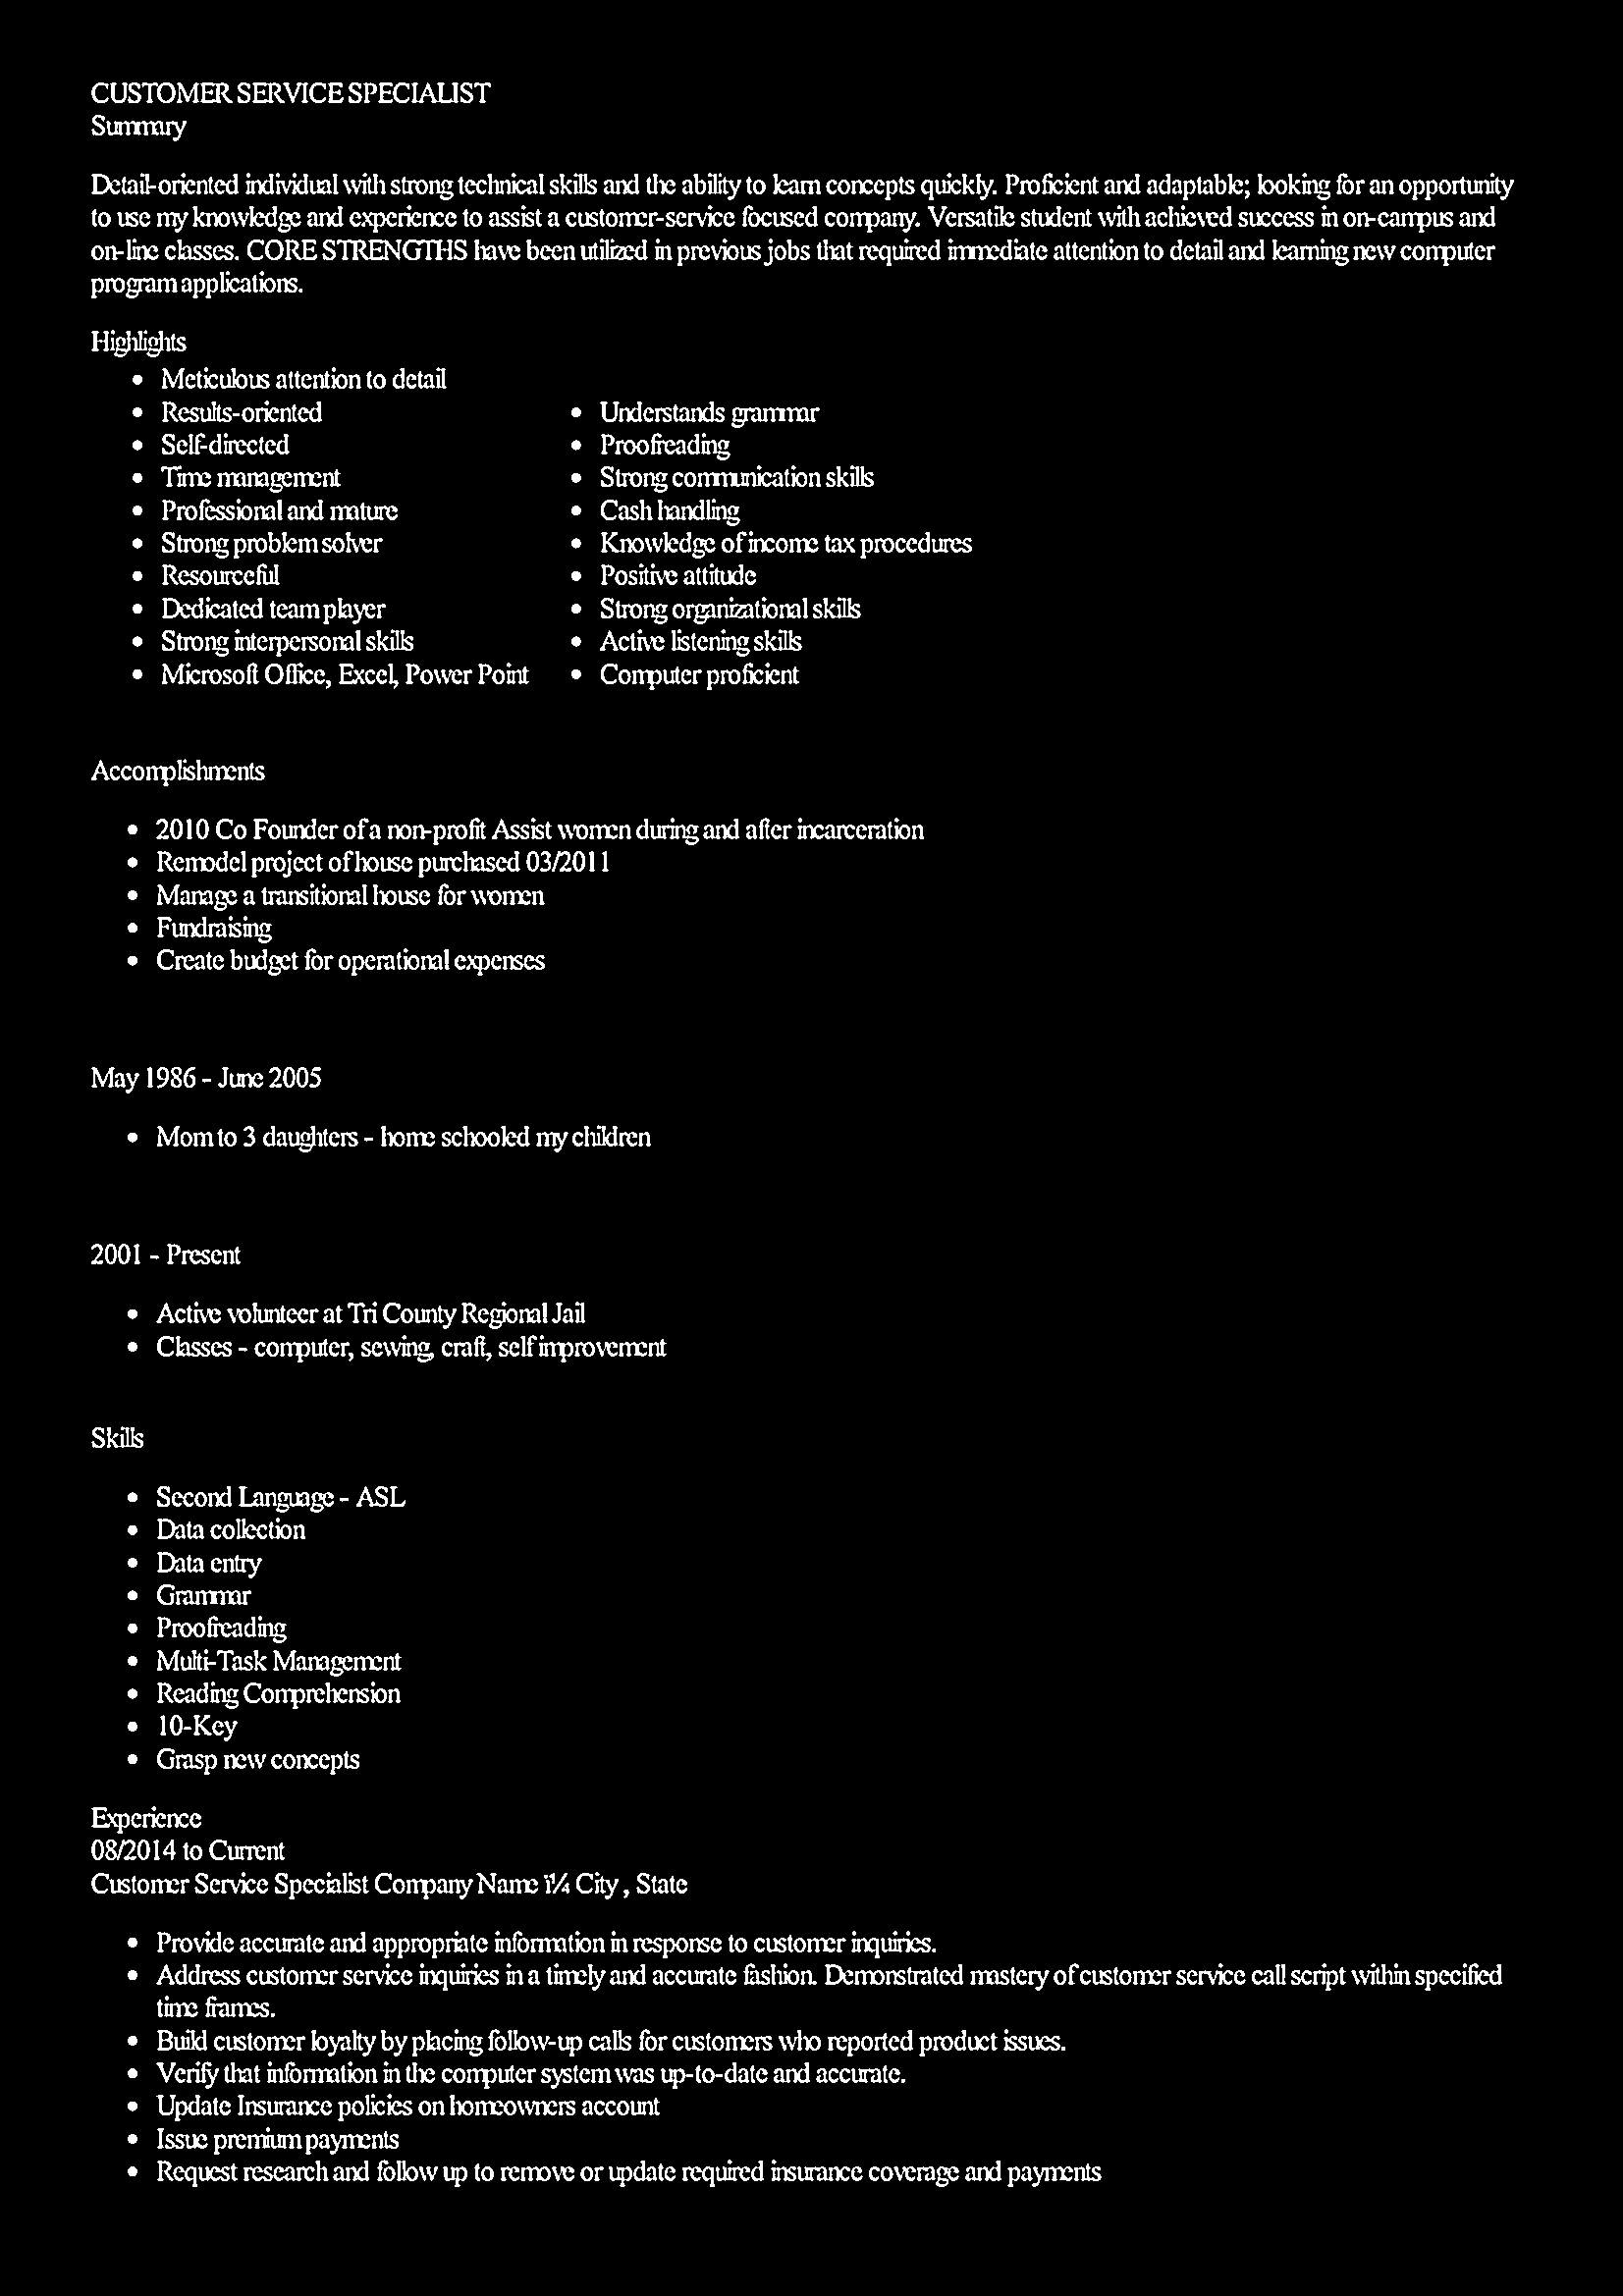 CUSTOMER SERVICE SPECIALIST
Summary
Detail-oriented individual with strong technical skills and the ability to learn concepts quickly. Proficient and adaptable; looking for an opportunity
to use my knowledge and experience to assist a customer-service focused company. Versatile student with achieved success in on-campus and
on-line classes. CORE STRENGTHS have been utilized in previous jobs that required immediate attention to detail and learning new computer
program applications.
Highlights
• Meticulous attention to detail
• Results-oriented
• Self-directed
• Time management
• Professional and mature
• Strong problem solver
• Resourceful
• Dedicated team player
• Strong interpersonal skills
• Microsoft Office, Excel, Power Point
• Understands grammar
• Proofreading
• Strong communication skills
• Cash handling
• Knowledge of income tax procedures
• Positive attitude
• Strong organizational skills
• Active listening skills
• Computer proficient
Accomplishments
• 2010 Co Founder of a non-profit Assist women during and after incarceration
• Remodel project of house purchased 03/2011
• Manage a transitional house for women
• Fundraising
• Create budget for operational expenses
May 1986 - June 2005
• Mom to 3 daughters - home schooled my children
2001 - Present
• Active volunteer at Tri County Regional Jail
• Classes - computer, sewing, craft, self improvement
Skills
• Second Language - ASL
• Data collection
• Data entry
• Grammar
• Proofreading
• Multi-Task Management
• Reading Comprehension
• 10-Key
• Grasp new concepts
Experience
08/2014 to Current
Customer Service Specialist Company Name ï¼ City , State
• Provide accurate and appropriate information in response to customer inquiries.
• Address customer service inquiries in a timely and accurate fashion. Demonstrated mastery of customer service call script within specified
time frames.
• Build customer loyalty by placing follow-up calls for customers who reported product issues.
• Verify that information in the computer system was up-to-date and accurate.
• Update Insurance policies on homeowners account
• Issue premium payments
• Request research and follow up to remove or update required insurance coverage and payments